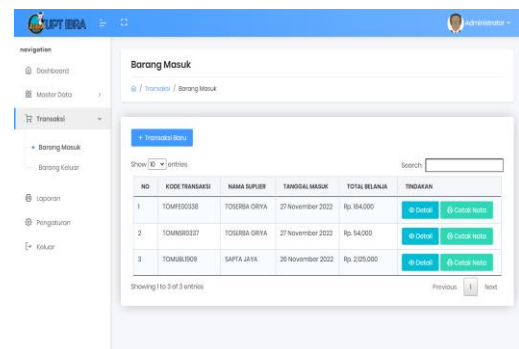 UPT IBRA
Administrator
navigation
Dashboard
Master Data
Transaksi
Barang Masuk
Barang Keluar
Laporan
Pengaturan
Keluar
Barang Masuk
/ Transaksi / Barang Masuk
+ Transaksi Baru
Show 10 entries
Search:
NO KODE TRANSAKSI NAMA SUPLIER TANGGAL MASUK TOTAL BELANJA TINDAKAN
1 TOSERBA GRIYA 27 November 2022 Rp. 164,000 Detail Cetak Nota
2 TOSERBA GRIYA 27 November 2022 Rp. 54,000 Detail Cetak Nota
3 SAPTA JAYA 26 November 2022 Rp. 2,125,000 Detail Cetak Nota
Showing 1 to 3 of 3 entries
Previous 1 Next